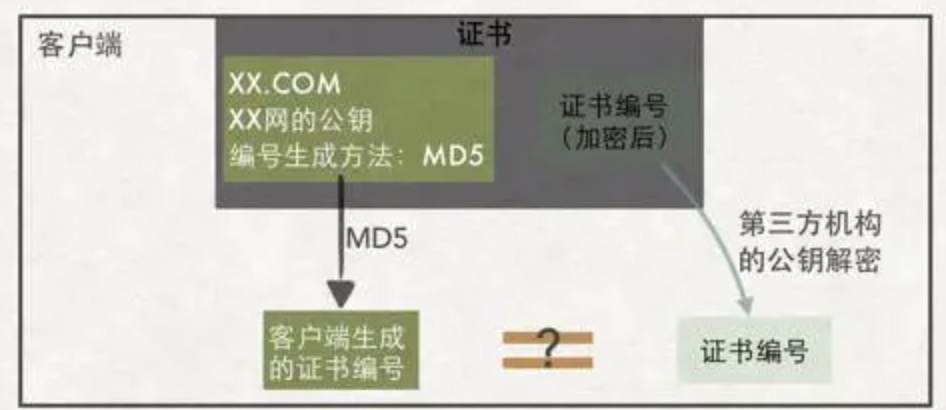 客户端
证书
XX.COM
XX网的公钥
编号生成方法：MD5
证书编号
（加密后）
MD5
第三方机构
的公钥解密
客户端生成
的证书编号
?
证书编号